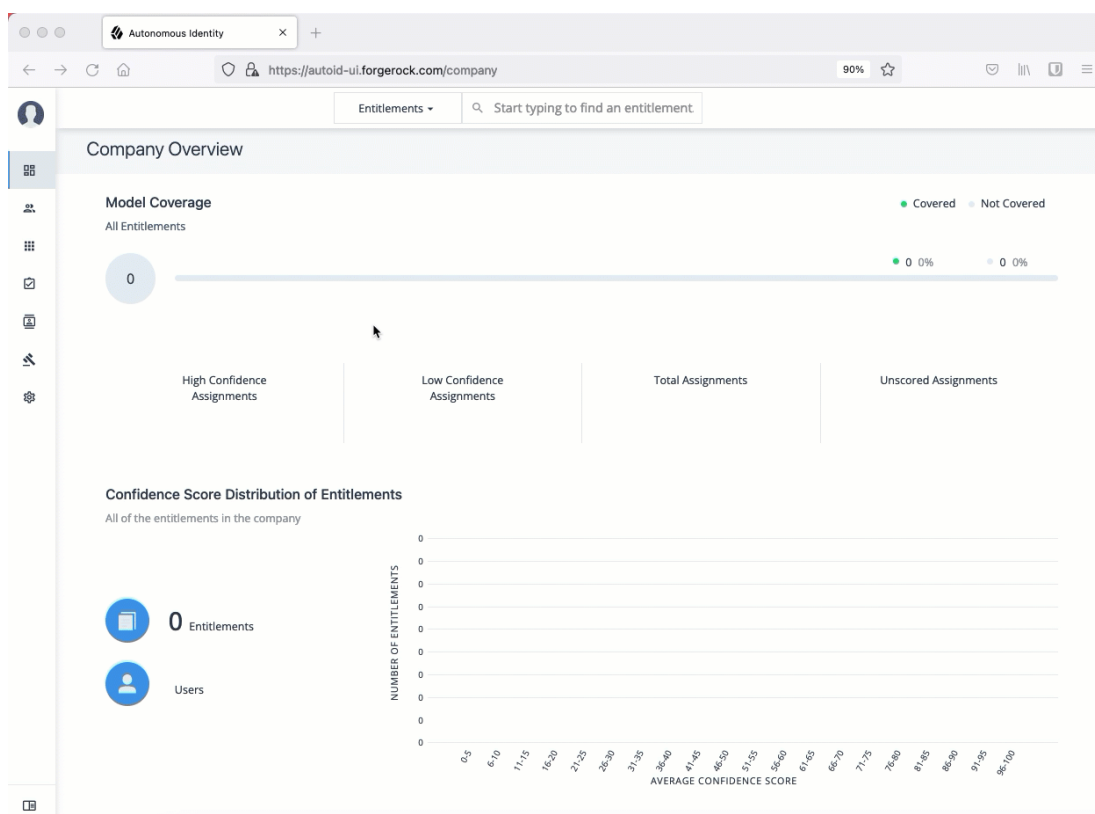 Autonomous Identity
https://autoid-ui.forgerock.com/company
90%
Entitlements
Start typing to find an entitlement
Company Overview
Model Coverage
Covered
Not Covered
All Entitlements
0 0%
0 0%
0
High Confidence
Assignments
Low Confidence
Assignments
Total Assignments
Unscored Assignments
Confidence Score Distribution of Entitlements
All of the entitlements in the company
0 Entitlements
Users
NUMBER OF ENTITLEMENTS
0
0
0
0
0
0
0
0
0
0
0-5
6-10
11-15
16-20
21-25
26-30
31-35
36-40
41-45
46-50
51-55
56-60
61-65
66-70
71-75
76-80
81-85
86-90
91-95
96-100
AVERAGE CONFIDENCE SCORE